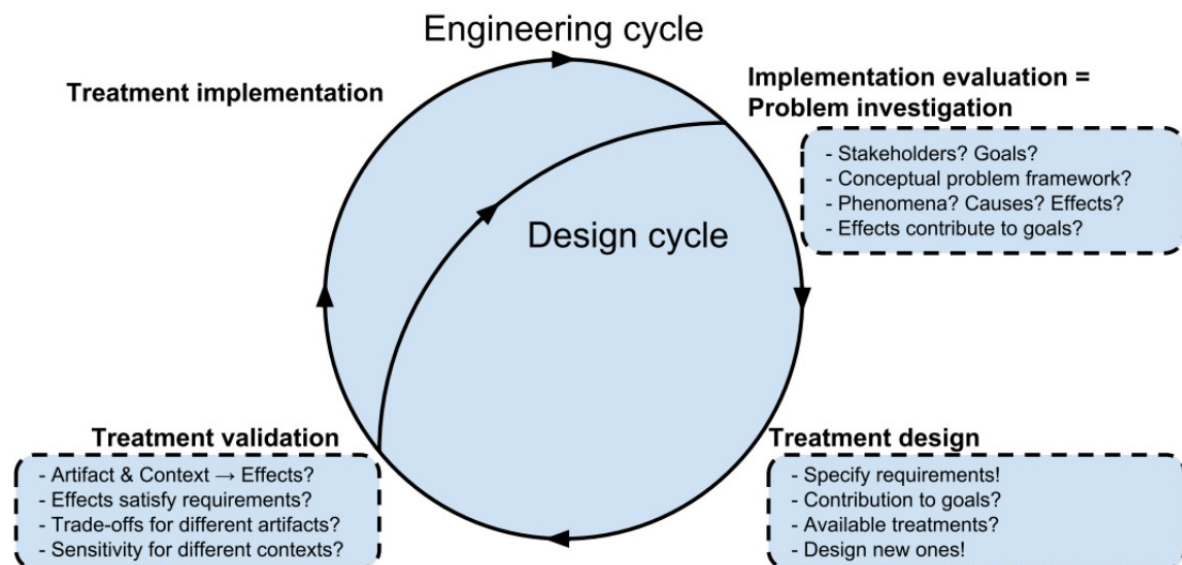 Engineering cycle
Treatment implementation
Implementation evaluation =
Problem investigation
- Stakeholders? Goals?
- Conceptual problem framework?
- Phenomena? Causes? Effects?
- Effects contribute to goals?
Design cycle
Treatment validation
- Artifact & Context → Effects?
- Effects satisfy requirements?
- Trade-offs for different artifacts?
- Sensitivity for different contexts?
Treatment design
- Specify requirements!
- Contribution to goals?
- Available treatments?
- Design new ones!